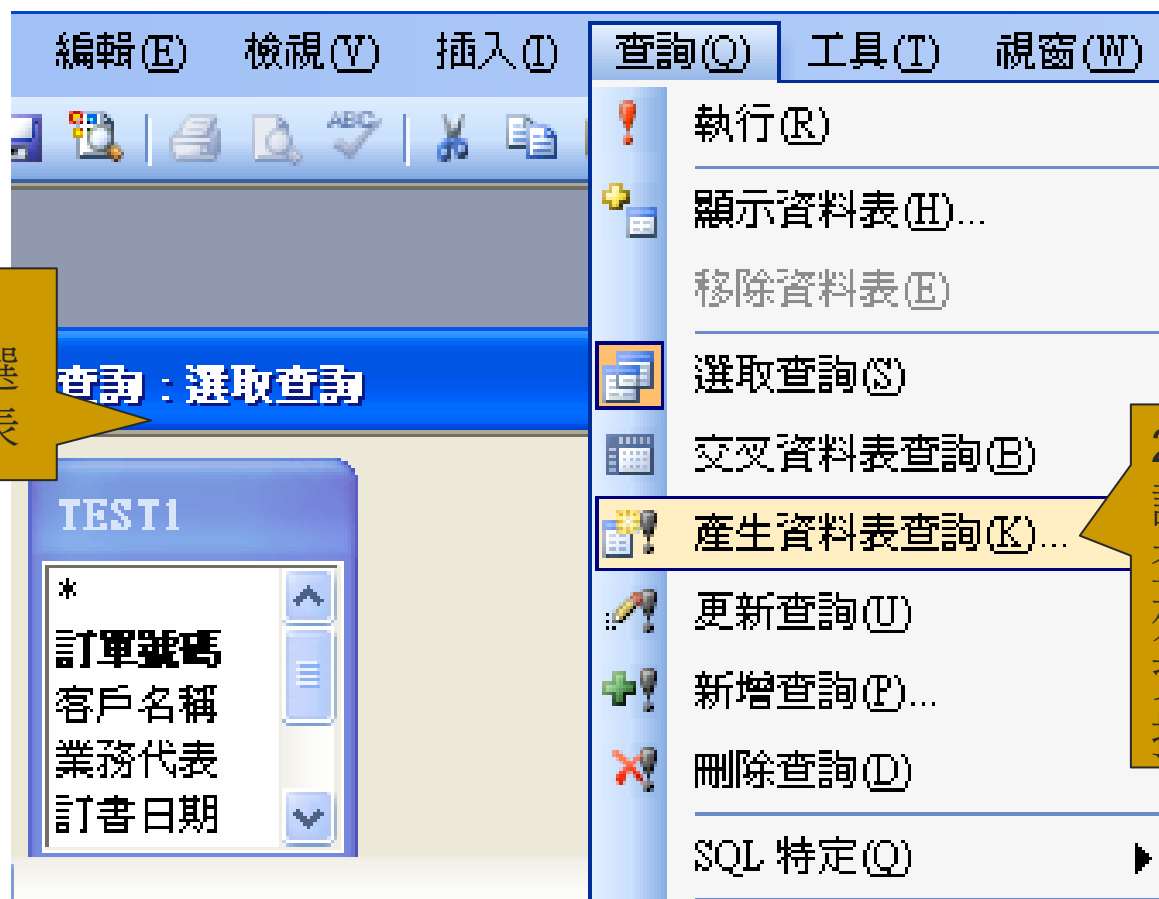 編輯(E) 檢視(V) 插入(I) 查詢(Q) 工具(T) 視窗(W)
ABC
執行(R)
顯示資料表(H)...
移除資料表(E)
選取查詢(S)
交叉資料表查詢(B)
產生資料表查詢(K)...
更新查詢(U)
新增查詢(P)...
刪除查詢(D)
SQL 特定(Q)
選
表
查詢 : 選取查詢
TEST1
*
訂單號碼
客戶名稱
業務代表
訂書日期